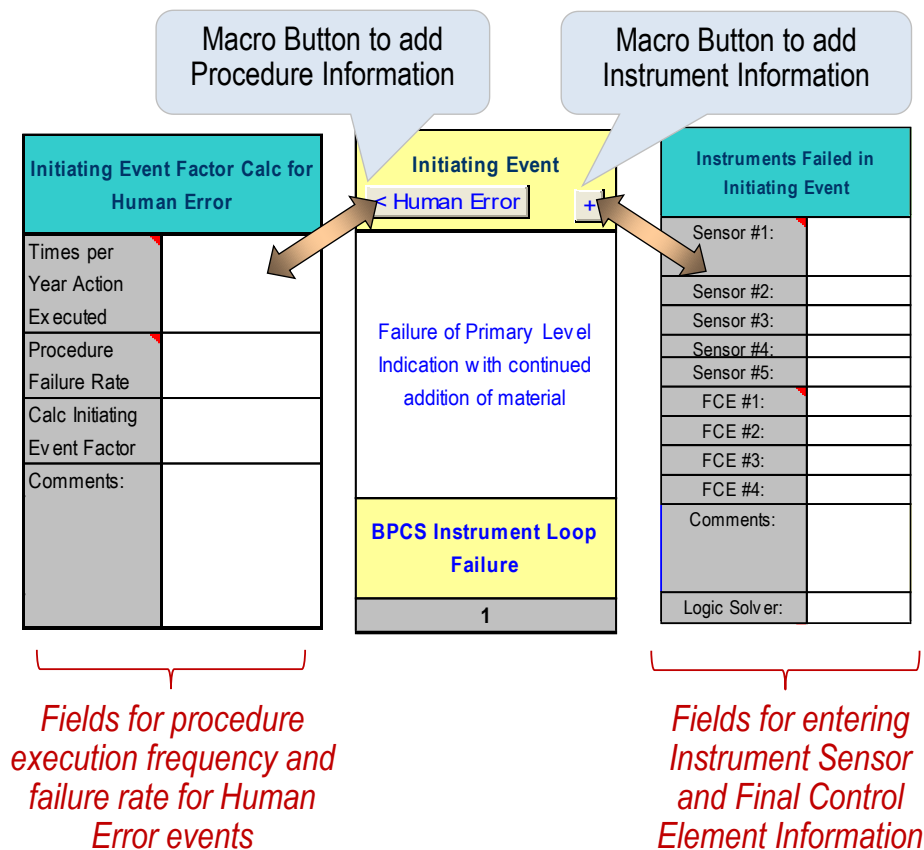 Macro Button to add
Procedure Information
Macro Button to add
Instrument Information
Initiating Event Factor Calc for
Human Error
Times per
Year Action
Executed
Procedure
Failure Rate
Calc Initiating
Event Factor
Comments:
Initiating Event
< Human Error
+
Failure of Primary Level
Indication with continued
addition of material
BPCS Instrument Loop
Failure
1
Instruments Failed in
Initiating Event
Sensor #1:
Sensor #2:
Sensor #3:
Sensor #4:
Sensor #5:
FCE #1:
FCE #2:
FCE #3:
FCE #4:
Comments:
Logic Solver:
Fields for procedure
execution frequency and
failure rate for Human
Error events
Fields for entering
Instrument Sensor
and Final Control
Element Information